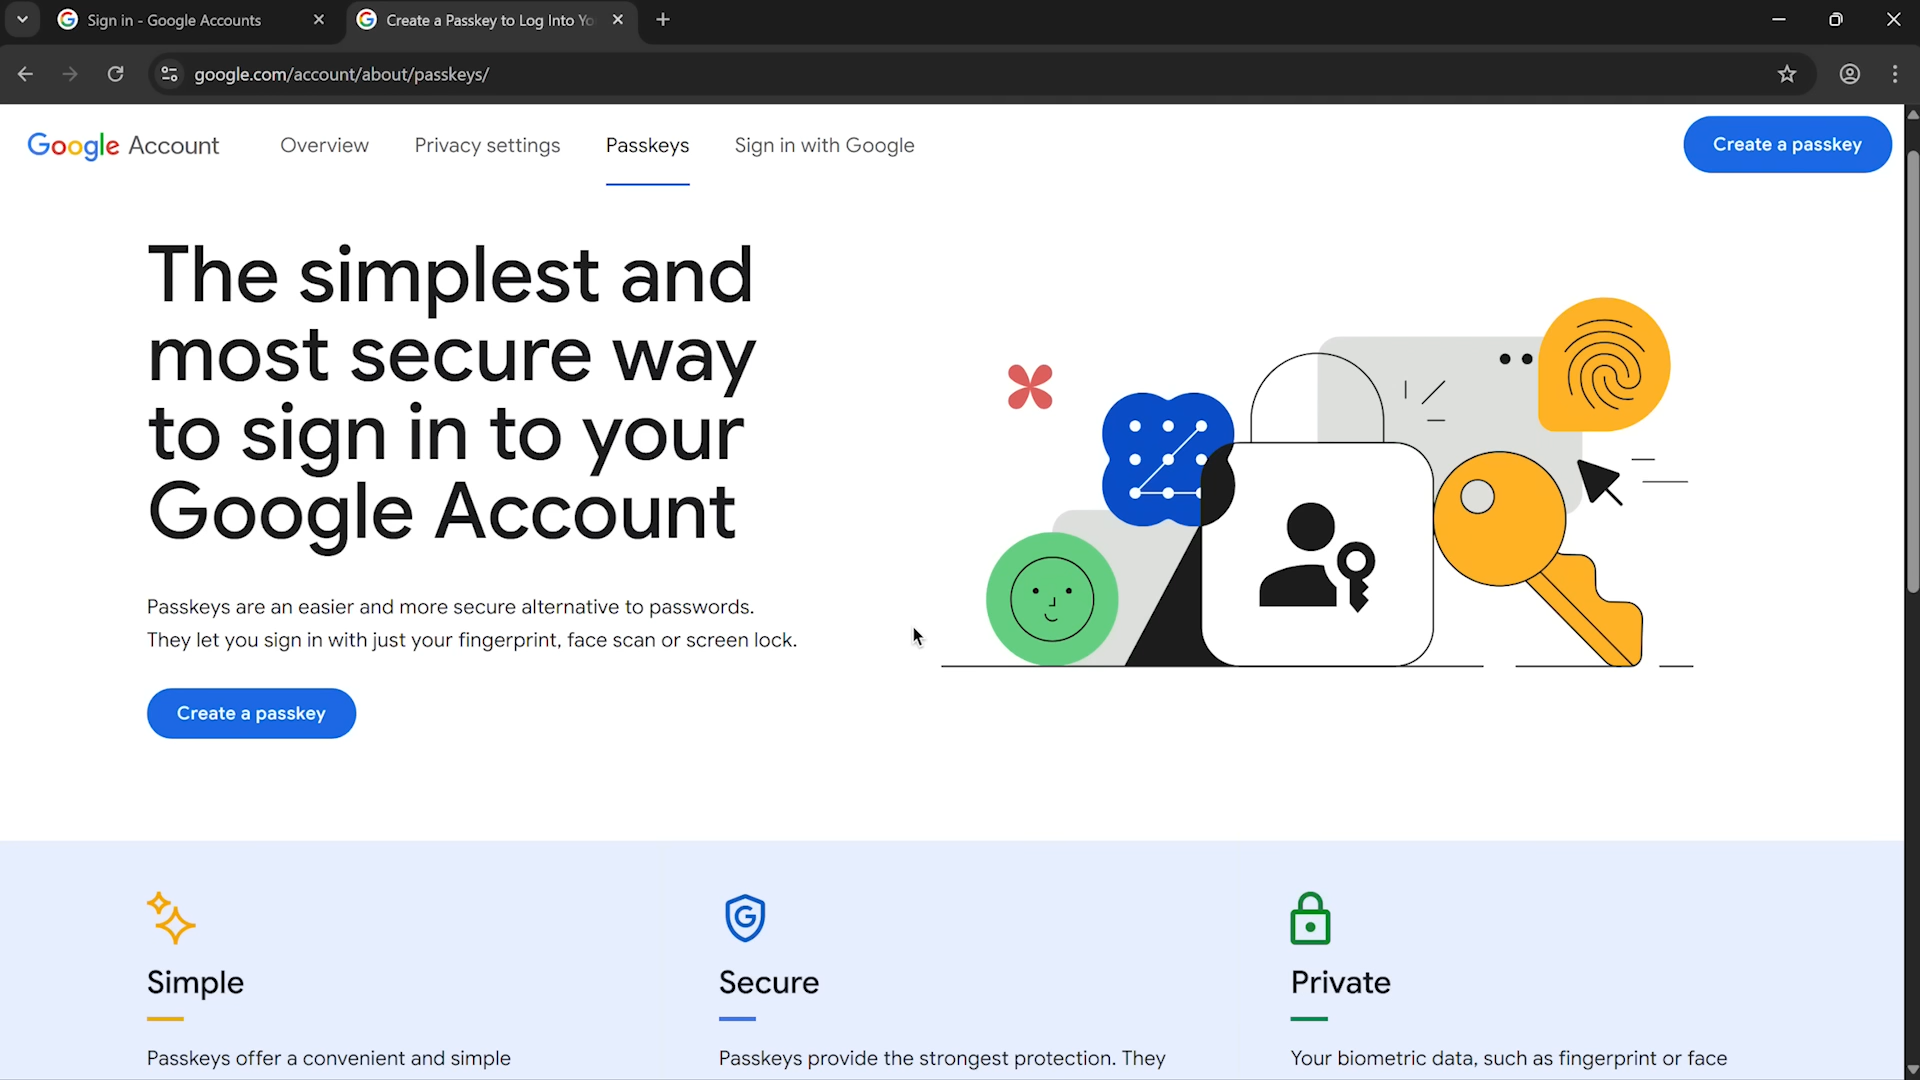 Sign in - Google Accounts
Create a Passkey to Log Into Yo
google.com/account/about/passkeys/
Google Account
Overview
Privacy settings
Passkeys
Sign in with Google
Create a passkey
The simplest and
most secure way
to sign in to your
Google Account
Passkeys are an easier and more secure alternative to passwords.
They let you sign in with just your fingerprint, face scan or screen lock.
Create a passkey
Simple
Secure
Private
Passkeys offer a convenient and simple
Passkeys provide the strongest protection. They
Your biometric data, such as fingerprint or face